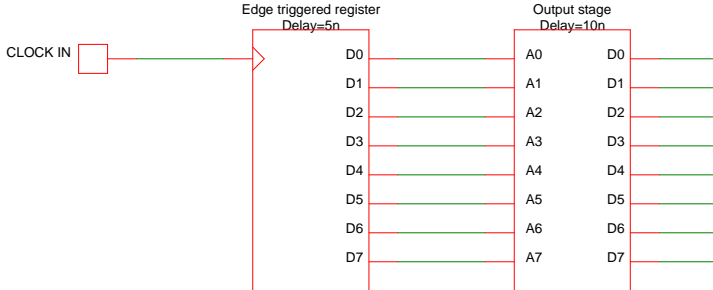 Edge triggered register
Delay=5n
Output stage
Delay=10n
CLOCK IN
D0 A0 D0
D1 A1 D1
D2 A2 D2
D3 A3 D3
D4 A4 D4
D5 A5 D5
D6 A6 D6
D7 A7 D7